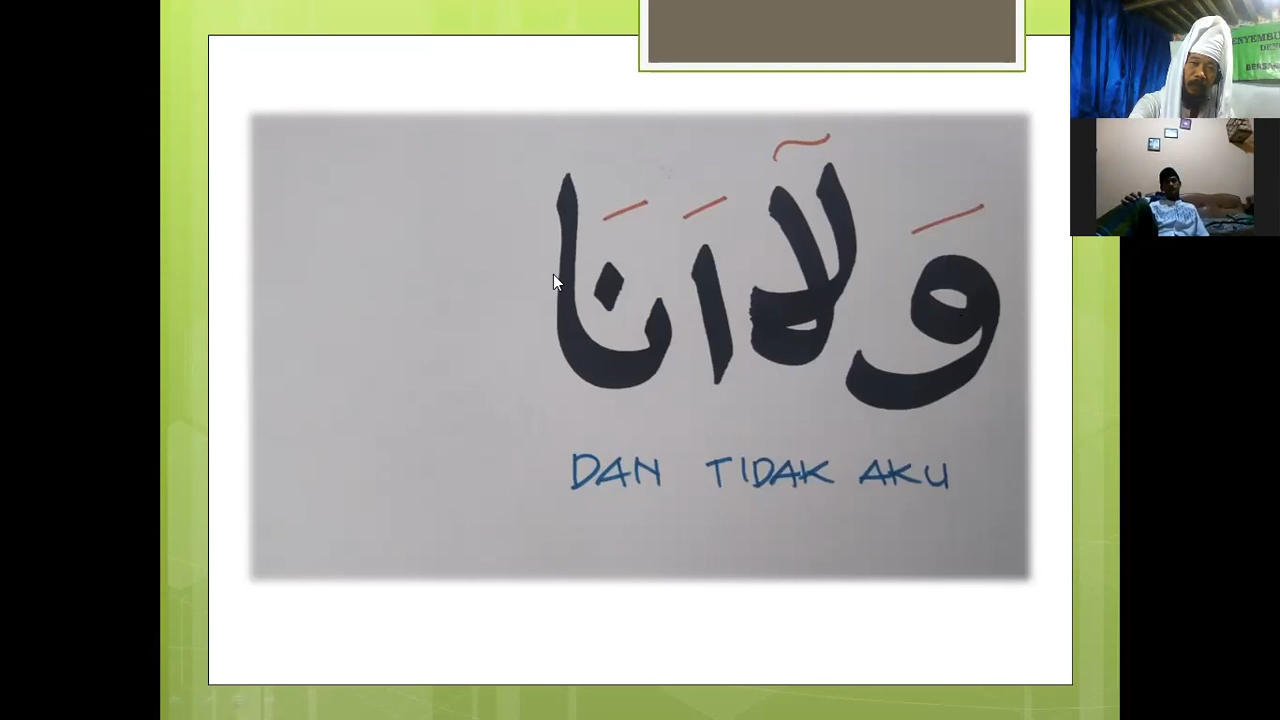 وَلَآ اَنَا
DAN TIDAK AKU